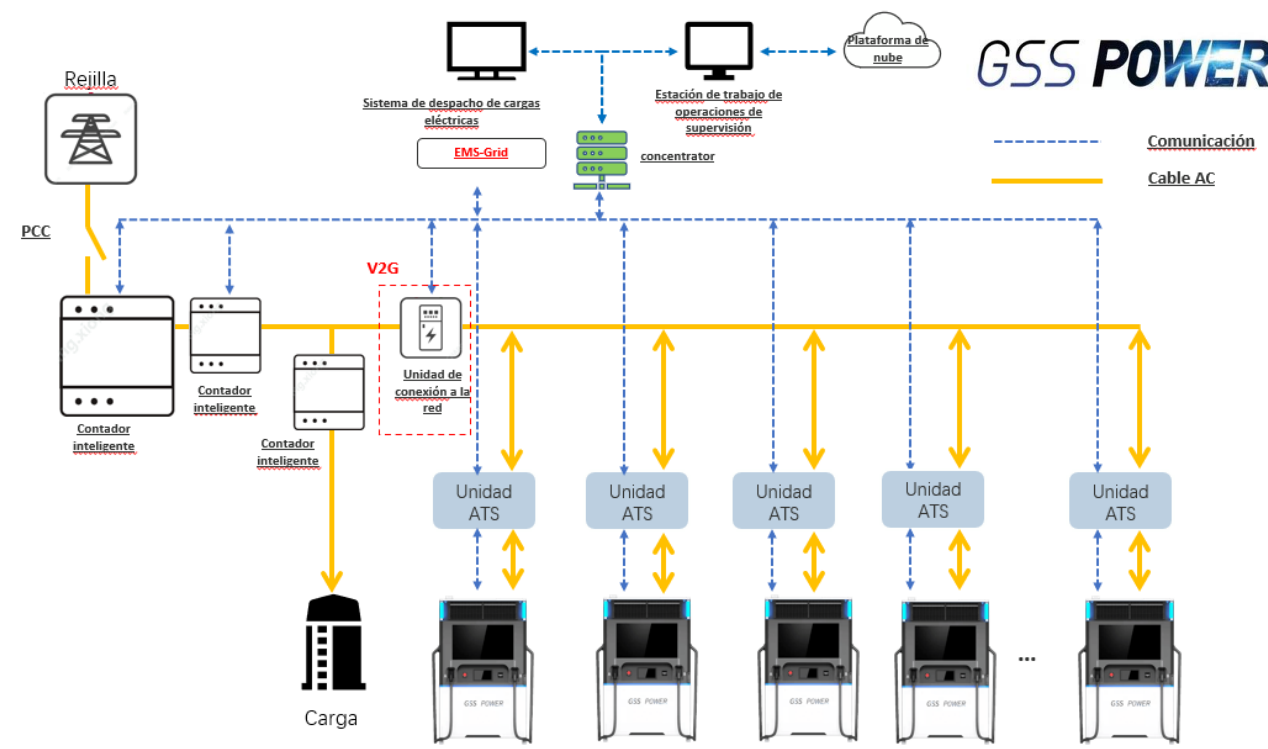 Plataforma de
nube
GSS POWER
Rejilla
Sistema de despacho de cargas
eléctricas
Estación de trabajo de
operaciones de
supervisión
EMS-Grid
concentrator
Comunicación
Cable AC
PCC
V2G
Unidad de
conexión a la
red
Contador
inteligente
Contador
inteligente
Contador
inteligente
Unidad
ATS
Unidad
ATS
Unidad
ATS
Unidad
ATS
Unidad
ATS
...
GSS POWER
GSS POWER
GSS POWER
GSS POWER
GSS POWER
Carga